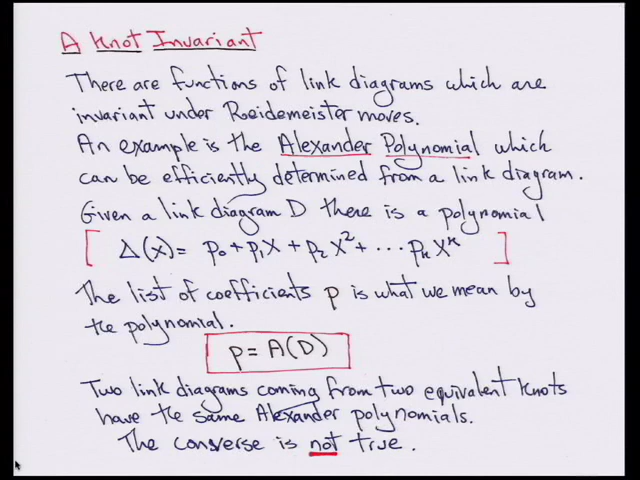 A Knot Invariant
There are functions of link diagrams which are
invariant under Reidemeister moves.
An example is the Alexander Polynomial which
can be efficiently determined from a link diagram.
Given a link diagram D there is a polynomial
[ Δ(x) = p₀ + p₁x + p₂x² + ... pₖxᵏ ]
The list of coefficients p is what we mean by
the polynomial.
p = A(D)
Two link diagrams coming from two equivalent knots
have the same Alexander polynomials.
The converse is not true.